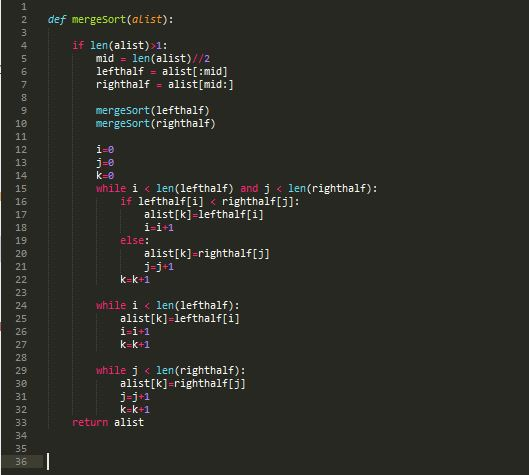 1
2 def mergeSort(alist):
3
4     if len(alist)>1:
5         mid = len(alist)//2
6         lefthalf = alist[:mid]
7         righthalf = alist[mid:]
8
9         mergeSort(lefthalf)
10         mergeSort(righthalf)
11
12         i=0
13         j=0
14         k=0
15         while i < len(lefthalf) and j < len(righthalf):
16             if lefthalf[i] < righthalf[j]:
17                 alist[k]=lefthalf[i]
18                 i=i+1
19             else:
20                 alist[k]=righthalf[j]
21                 j=j+1
22             k=k+1
23
24         while i < len(lefthalf):
25             alist[k]=lefthalf[i]
26             i=i+1
27             k=k+1
28
29         while j < len(righthalf):
30             alist[k]=righthalf[j]
31             j=j+1
32             k=k+1
33     return alist
34
35
36